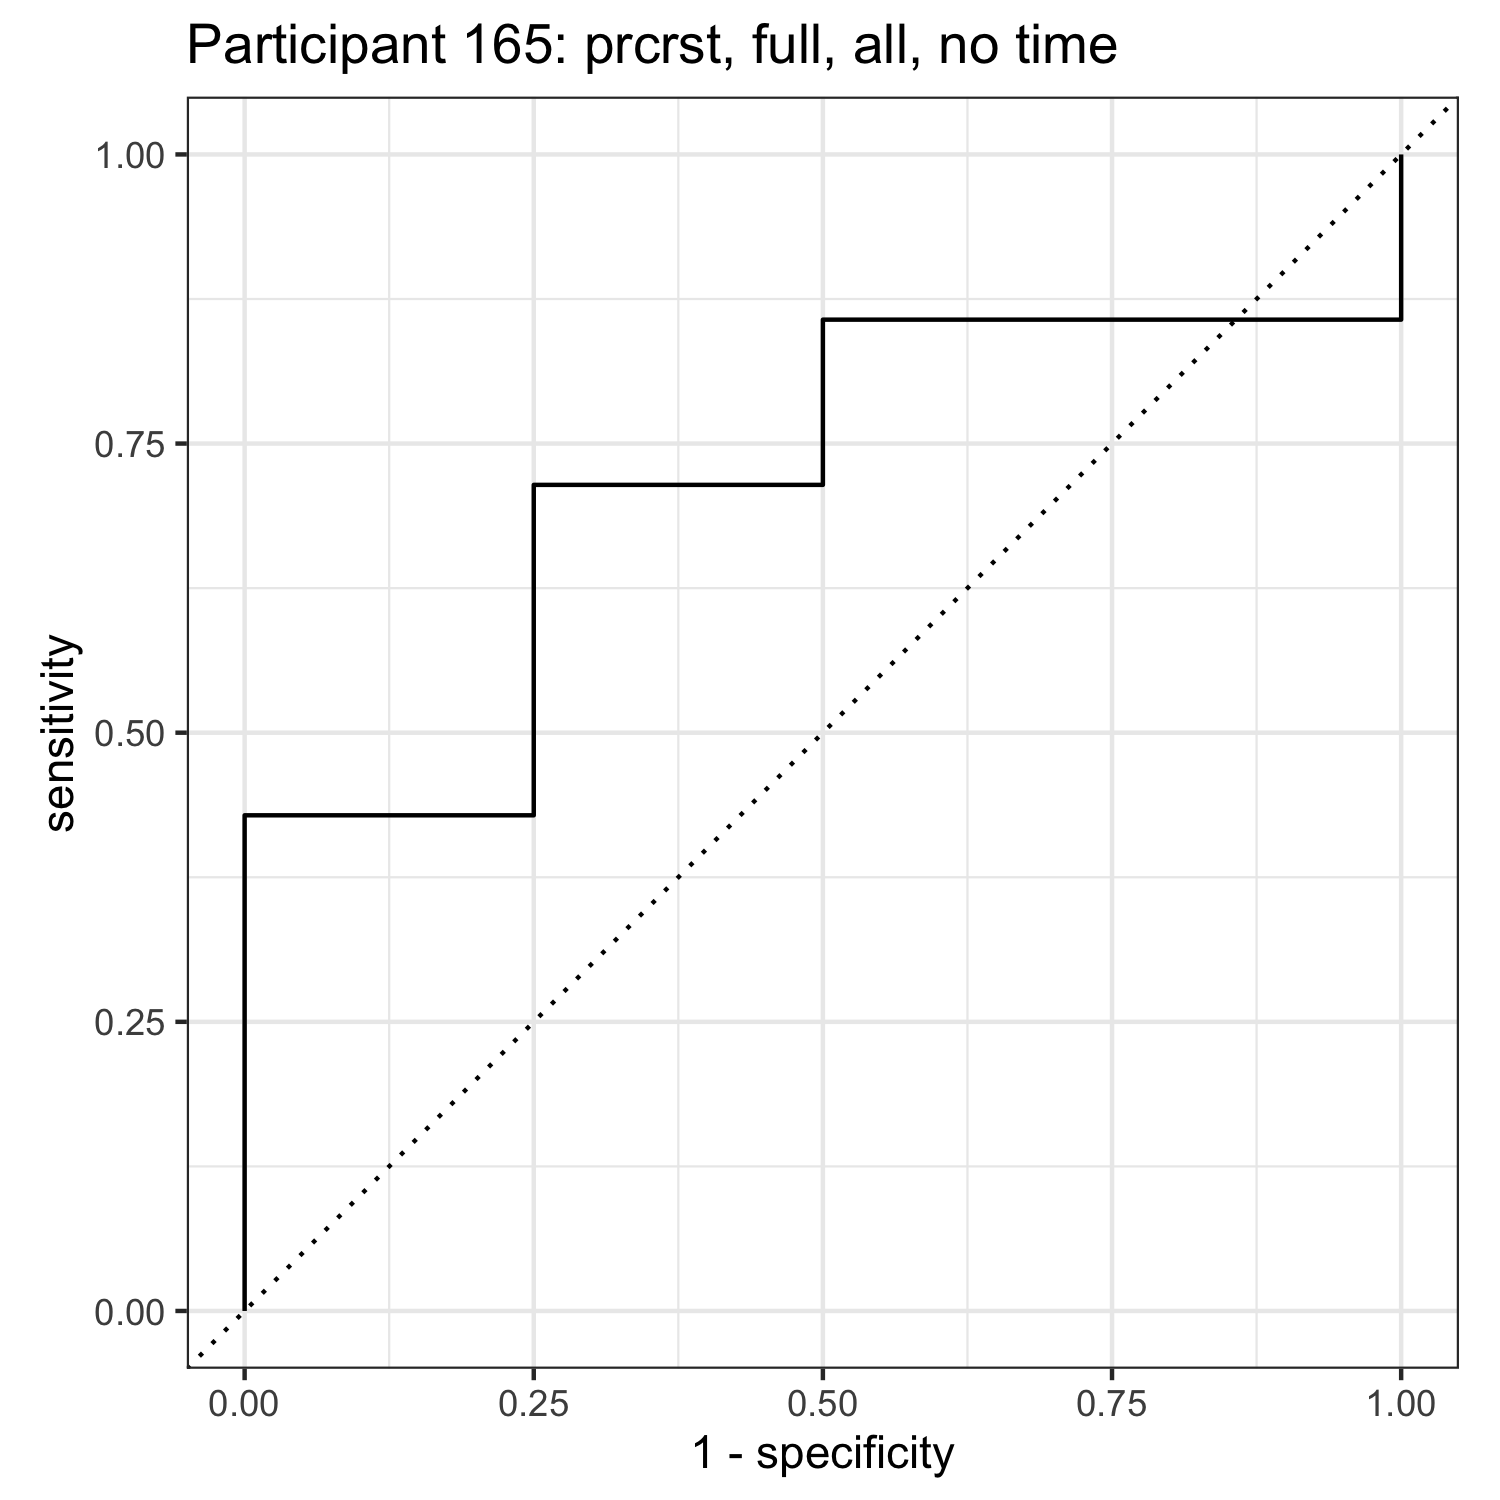 Participant 165: prcrst, full, all, no time
1.00
0.75
0.50
0.25
0.00
sensitivity
0.00 0.25 0.50 0.75 1.00
1 - specificity